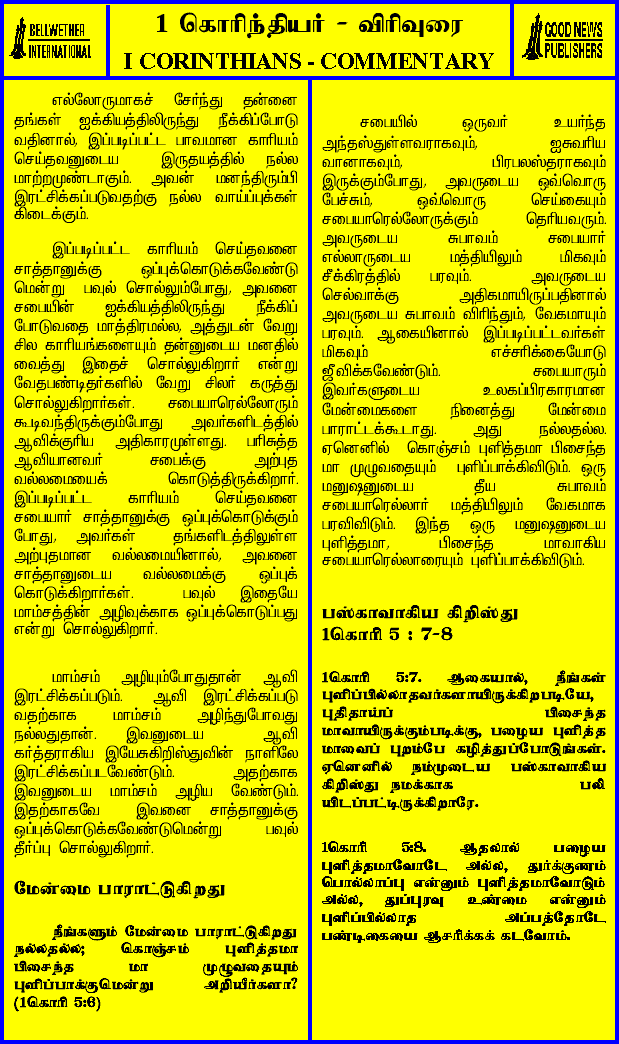 BELLWETHER
INTERNATIONAL
1 கொரிந்தியர் - விரிவுரை
I CORINTHIANS - COMMENTARY
GOOD NEWS
PUBLISHERS
எல்லோருமாகச் சேர்ந்து தன்னை
தங்கள் ஐக்கியத்திலிருந்து நீக்கிப்போடு
வதினால், இப்படிப்பட்ட பாவமான காரியம்
செய்தவனுடைய இருதயத்தில் நல்ல
மாற்றமுண்டாகும். அவன் மனந்திரும்பி
இரட்சிக்கப்படுவதற்கு நல்ல வாய்ப்புக்கள்
கிடைக்கும்.
இப்படிப்பட்ட காரியம் செய்தவனை
சாத்தானுக்கு ஒப்புக்கொடுக்கவேண்டு
மென்று பவுல் சொல்லும்போது, அவனை
சபையின் ஐக்கியத்திலிருந்து நீக்கிப்
போடுவதை மாத்திரமல்ல, அத்துடன் வேறு
சில காரியங்களையும் தன்னுடைய மனதில்
வைத்து இதைச் சொல்லுகிறார் என்று
வேதபண்டிதர்களில் வேறு சிலர் கருத்து
சொல்லுகிறார்கள். சபையாரெல்லோரும்
கூடிவந்திருக்கும்போது அவர்களிடத்தில்
ஆவிக்குரிய அதிகாரமுள்ளது. பரிசுத்த
ஆவியானவர் சபைக்கு அற்புத
வல்லமையைக் கொடுத்திருக்கிறார்.
இப்படிப்பட்ட காரியம் செய்தவனை
சபையார் சாத்தானுக்கு ஒப்புக்கொடுக்கும்
போது, அவர்கள் தங்களிடத்திலுள்ள
அற்புதமான வல்லமையினால், அவனை
சாத்தானுடைய வல்லமைக்கு ஒப்புக்
கொடுக்கிறார்கள். பவுல் இதையே
மாம்சத்தின் அழிவுக்காக ஒப்புக்கொடுப்பது
என்று சொல்லுகிறார்.
மாம்சம் அழியும்போதுதான் ஆவி
இரட்சிக்கப்படும். ஆவி இரட்சிக்கப்படு
வதற்காக மாம்சம் அழிந்துபோவது
நல்லதுதான். இவனுடைய ஆவி
கர்த்தராகிய இயேசுகிறிஸ்துவின் நாளிலே
இரட்சிக்கப்படவேண்டும். அதற்காக
இவனுடைய மாம்சம் அழிய வேண்டும்.
இதற்காகவே இவனை சாத்தானுக்கு
ஒப்புக்கொடுக்கவேண்டுமென்று பவுல்
தீர்ப்பு சொல்லுகிறார்.
மேன்மை பாராட்டுகிறது
நீங்களும் மேன்மை பாராட்டுகிறது
நல்லதல்ல; கொஞ்சம் புளித்தமா
பிசைந்த மா முழுவதையும்
புளிப்பாக்குமென்று அறியீர்களா?
(1கொரி 5:6)
சபையில் ஒருவர் உயர்ந்த
அந்தஸ்துள்ளவராகவும், ஐசுவரிய
வானாகவும், பிரபலஸ்தராகவும்
இருக்கும்போது, அவருடைய ஒவ்வொரு
பேச்சும், ஒவ்வொரு செய்கையும்
சபையாரெல்லோருக்கும் தெரியவரும்.
அவருடைய சுபாவம் சபையார்
எல்லாருடைய மத்தியிலும் மிகவும்
சீக்கிரத்தில் பரவும். அவருடைய
செல்வாக்கு அதிகமாயிருப்பதினால்
அவருடைய சுபாவம் விரிந்தும், வேகமாயும்
பரவும். ஆகையினால் இப்படிப்பட்டவர்கள்
மிகவும் எச்சரிக்கையோடு
ஜீவிக்கவேண்டும். சபையாரும்
இவர்களுடைய உலகப்பிரகாரமான
மேன்மைகளை நினைத்து மேன்மை
பாராட்டக்கூடாது. அது நல்லதல்ல.
ஏனெனில் கொஞ்சம் புளித்தமா பிசைந்த
மா முழுவதையும் புளிப்பாக்கிவிடும். ஒரு
மனுஷனுடைய தீய சுபாவம்
சபையாரெல்லார் மத்தியிலும் வேகமாக
பரவிவிடும். இந்த ஒரு மனுஷனுடைய
புளித்தமா, பிசைந்த மாவாகிய
சபையாரெல்லாரையும் புளிப்பாக்கிவிடும்.
பஸ்காவாகிய கிறிஸ்து
1கொரி 5 : 7-8
1கொரி 5:7. ஆகையால், நீங்கள்
புளிப்பில்லாதவர்களாயிருக்கிறபடியே,
புதிதாய்ப் பிசைந்த
மாவாயிருக்கும்படிக்கு, பழைய புளித்த
மாவைப் புறம்பே கழித்துப்போடுங்கள்.
ஏனெனில் நம்முடைய பஸ்காவாகிய
கிறிஸ்து நமக்காக பலி
யிடப்பட்டிருக்கிறாரே.
1கொரி 5:8. ஆதலால் பழைய
புளித்தமாவோடே அல்ல, துர்க்குணம்
பொல்லாப்பு என்னும் புளித்தமாவோடும்
அல்ல, துப்புரவு உண்மை என்னும்
புளிப்பில்லாத அப்பத்தோடே
பண்டிகையை ஆசரிக்கக் கடவோம்.